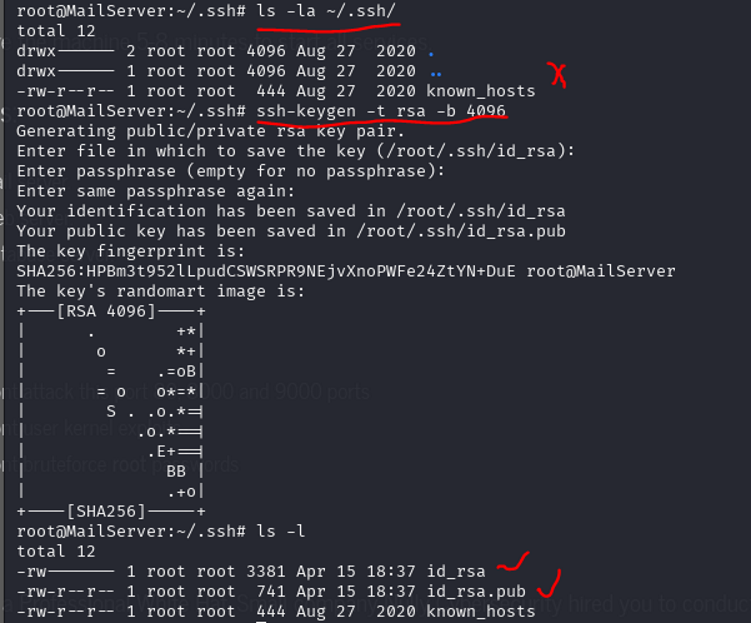 root@MailServer:~/.ssh# ls -la ~/.ssh/
total 12
drwx------ 2 root root 4096 Aug 27  2020 .
drwx------ 1 root root 4096 Aug 27  2020 ..
-rw-r--r-- 1 root root  444 Aug 27  2020 known_hosts
root@MailServer:~/.ssh# ssh-keygen -t rsa -b 4096
Generating public/private rsa key pair.
Enter file in which to save the key (/root/.ssh/id_rsa):
Enter passphrase (empty for no passphrase):
Enter same passphrase again:
Your identification has been saved in /root/.ssh/id_rsa
Your public key has been saved in /root/.ssh/id_rsa.pub
The key fingerprint is:
SHA256:HPBm3t952lLpudCSWSRPR9NEjvXnoPWFe24ZtYN+DuE root@MailServer
The key's randomart image is:
+---[RSA 4096]----+
|      .        +*|
|       o       *+|
|        =    .=oB|
|       = o   o*=*|
|        S . .o.*==|
|           .o.*==|
|            .E+==|
|              BB |
|              .+o|
+----[SHA256]-----+
root@MailServer:~/.ssh# ls -l
total 12
-rw------- 1 root root 3381 Apr 15 18:37 id_rsa
-rw-r--r-- 1 root root  741 Apr 15 18:37 id_rsa.pub
-rw-r--r-- 1 root root  444 Aug 27  2020 known_hosts